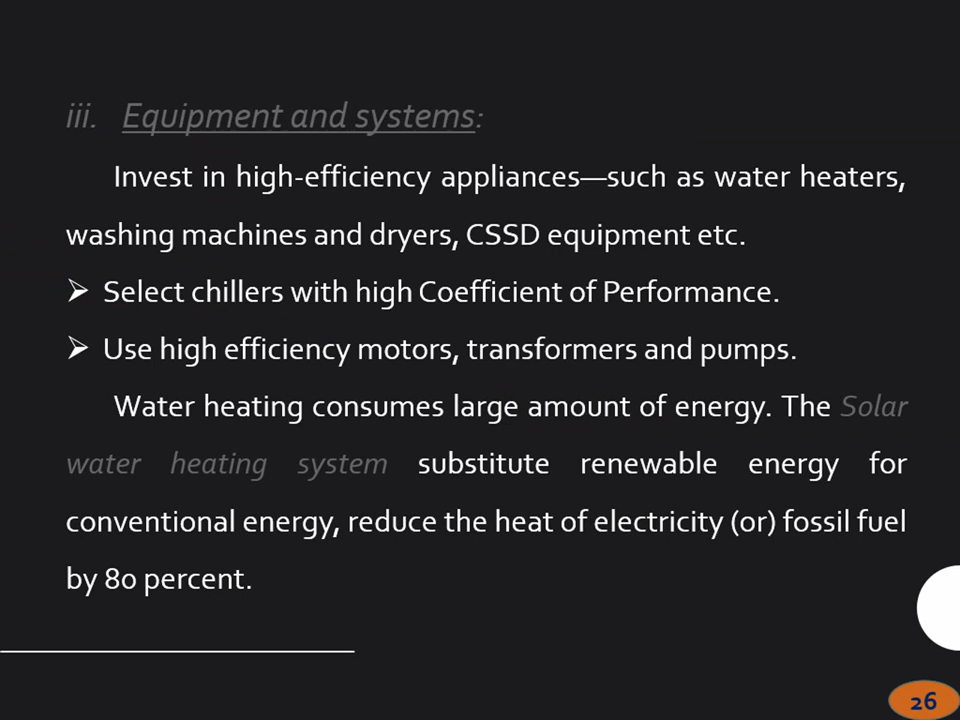 iii. Equipment and systems:
Invest in high-efficiency appliances—such as water heaters,
washing machines and dryers, CSSD equipment etc.
➢ Select chillers with high Coefficient of Performance.
➢ Use high efficiency motors, transformers and pumps.
Water heating consumes large amount of energy. The Solar
water heating system substitute renewable energy for
conventional energy, reduce the heat of electricity (or) fossil fuel
by 80 percent.
26